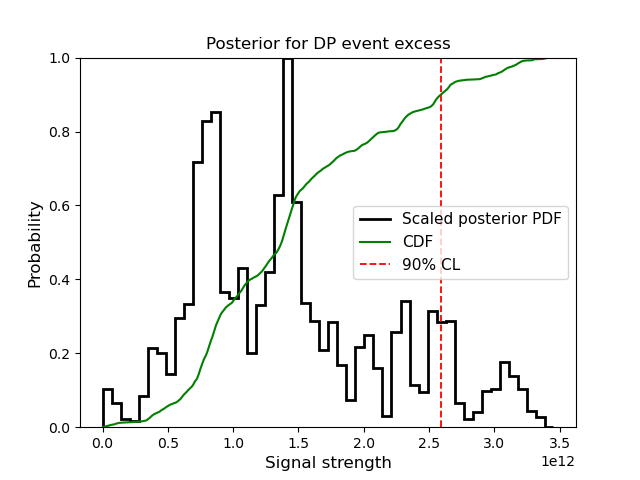 Posterior for DP event excess
1.0
0.8
0.6
0.4
0.2
0.0
Probability
Scaled posterior PDF
CDF
90% CL
0.0 0.5 1.0 1.5 2.0 2.5 3.0 3.5
1e12
Signal strength